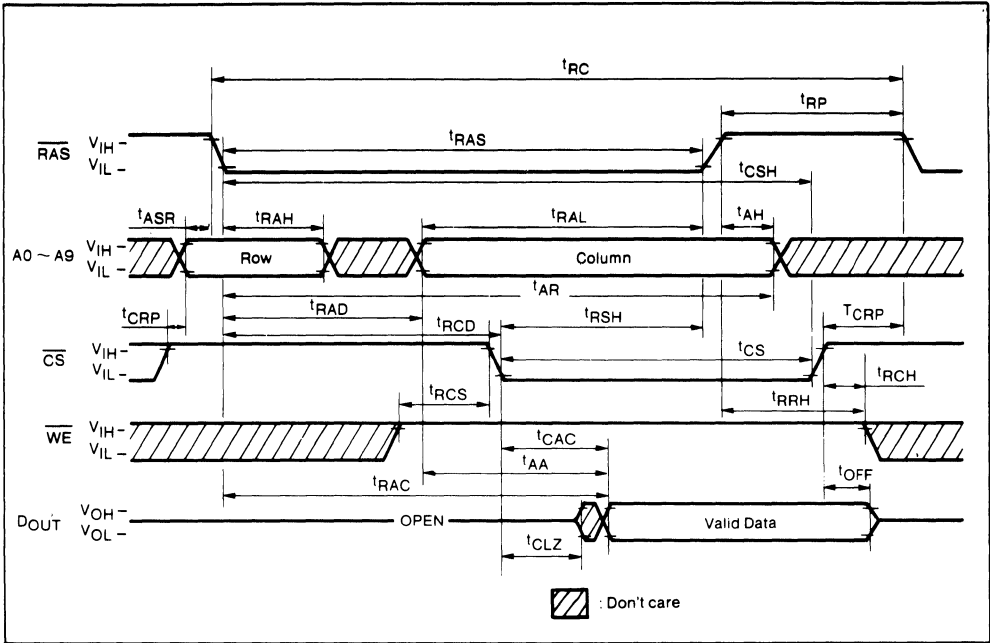 tRC
tRP
RAS VIH –
VIL –
tRAS
tCSH
tASR tRAH tRAL tAH
A0 ~ A9 VIH –
VIL –
Row Column
tAR
tCRP tRAD tRCD tRSH TCRP
CS VIH –
VIL –
tCS
tRCS tRCH
tRRH
WE VIH –
VIL –
tCAC
tAA
tRAC tOFF
DOUT VOH –
VOL –
OPEN Valid Data
tCLZ
: Don't care